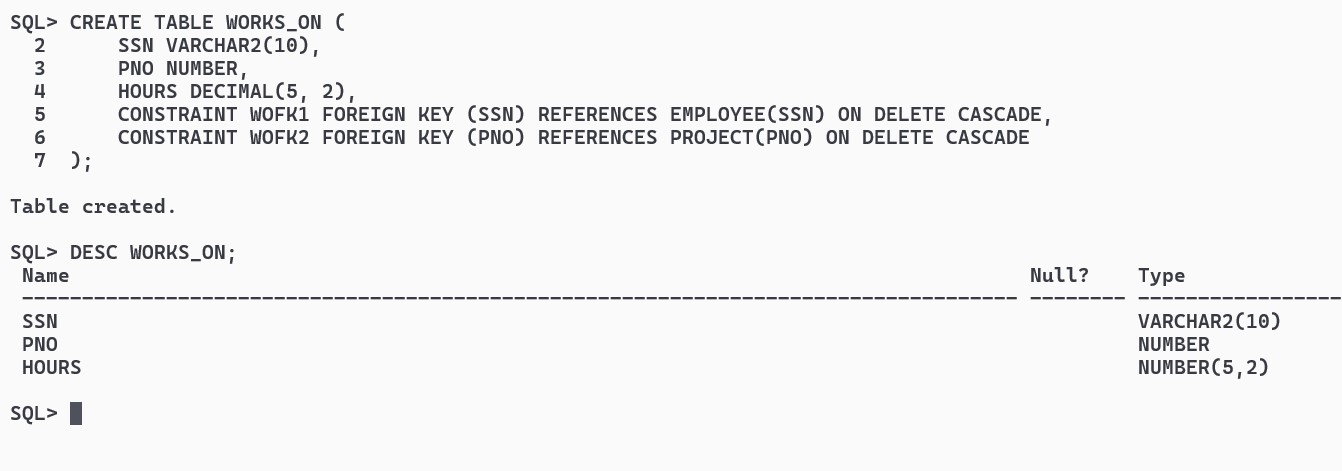 SQL> CREATE TABLE WORKS_ON (
  2      SSN VARCHAR2(10),
  3      PNO NUMBER,
  4      HOURS DECIMAL(5, 2),
  5      CONSTRAINT WOFK1 FOREIGN KEY (SSN) REFERENCES EMPLOYEE(SSN) ON DELETE CASCADE,
  6      CONSTRAINT WOFK2 FOREIGN KEY (PNO) REFERENCES PROJECT(PNO) ON DELETE CASCADE
  7  );
Table created.
SQL> DESC WORKS_ON;
 Name                                                                                Null?    Type
 ----------------------------------------------------------------------------------- -------- -----------------
 SSN                                                                                          VARCHAR2(10)
 PNO                                                                                          NUMBER
 HOURS                                                                                        NUMBER(5,2)
SQL>